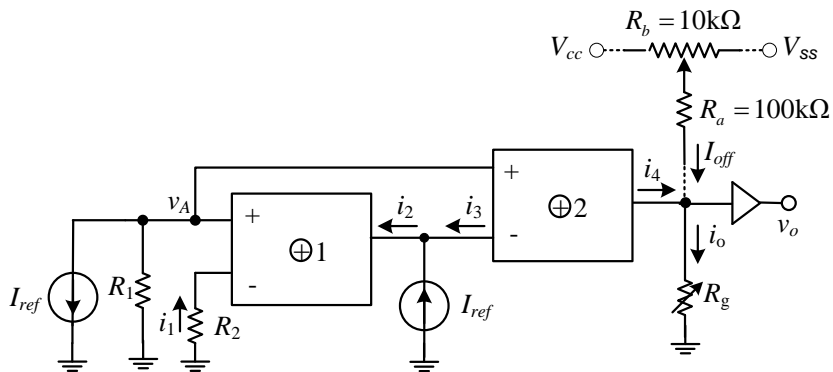 R_b = 10kΩ
V_cc
V_ss
R_a = 100kΩ
I_off
+
i_4
⊕2
v_A
+
i_2
i_3
-
v_o
⊕1
i_o
I_ref
R_1
-
I_ref
R_g
i_1
R_2